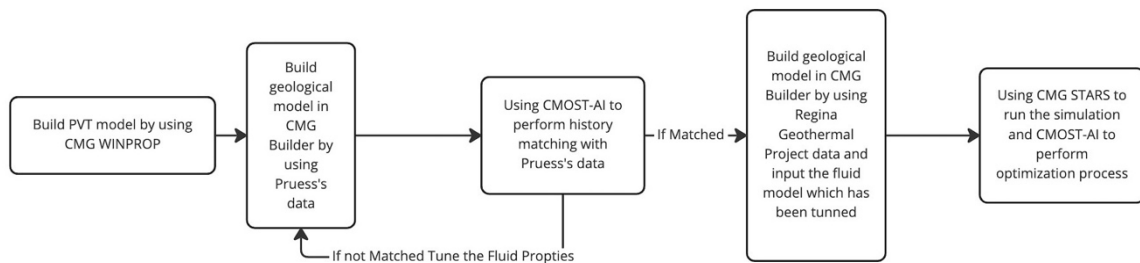 Build PVT model by using
CMG WINPROP
Build
geological
model in
CMG
Builder by
using
Pruess's
data
Using CMOST-AI to
perform history
matching with
Pruess's data
If not Matched Tune the Fluid Propties
If Matched
Build geological
model in CMG
Builder by using
Regina
Geothermal
Project data and
input the fluid
model which has
been tunned
Using CMG STARS to
run the simulation
and CMOST-AI to
perform
optimization process